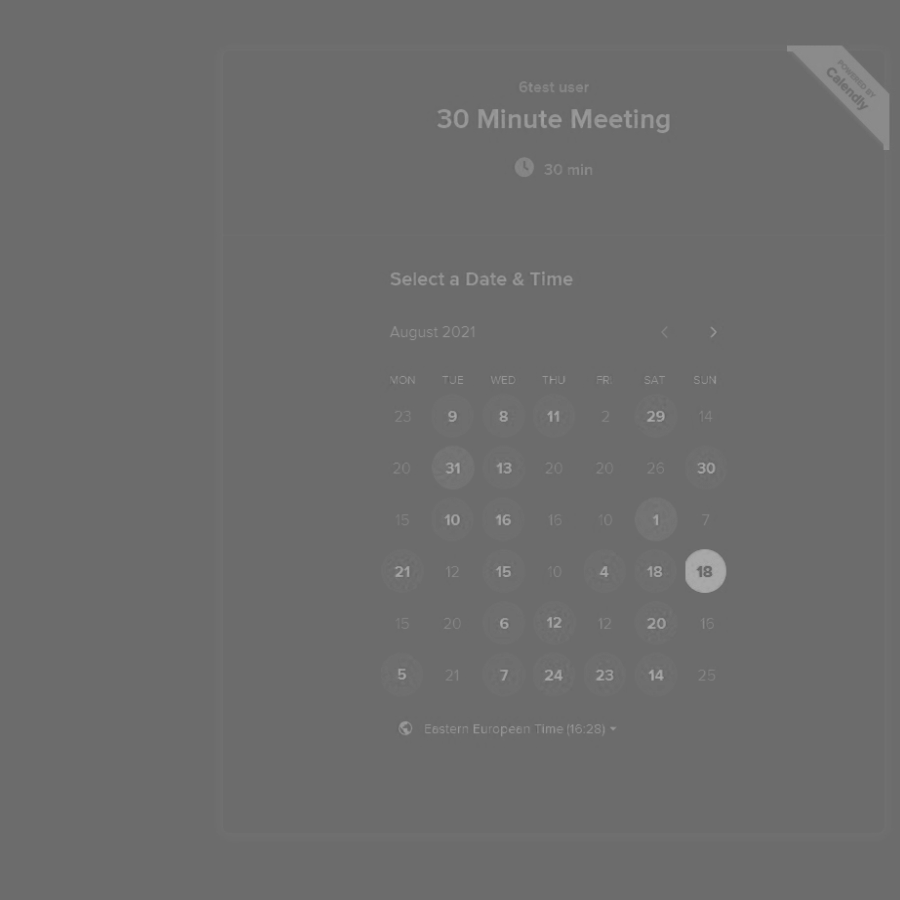 6test user
30 Minute Meeting
30 min
POWERED BY
Calendly
Select a Date & Time
August 2021
MON TUE WED THU FRI SAT SUN
23 9 8 11 2 29 14
20 31 13 20 20 26 30
15 10 16 16 10 1 7
21 12 15 10 4 18 18
15 20 6 12 12 20 16
5 21 7 24 23 14 25
Eastern European Time (16:28)